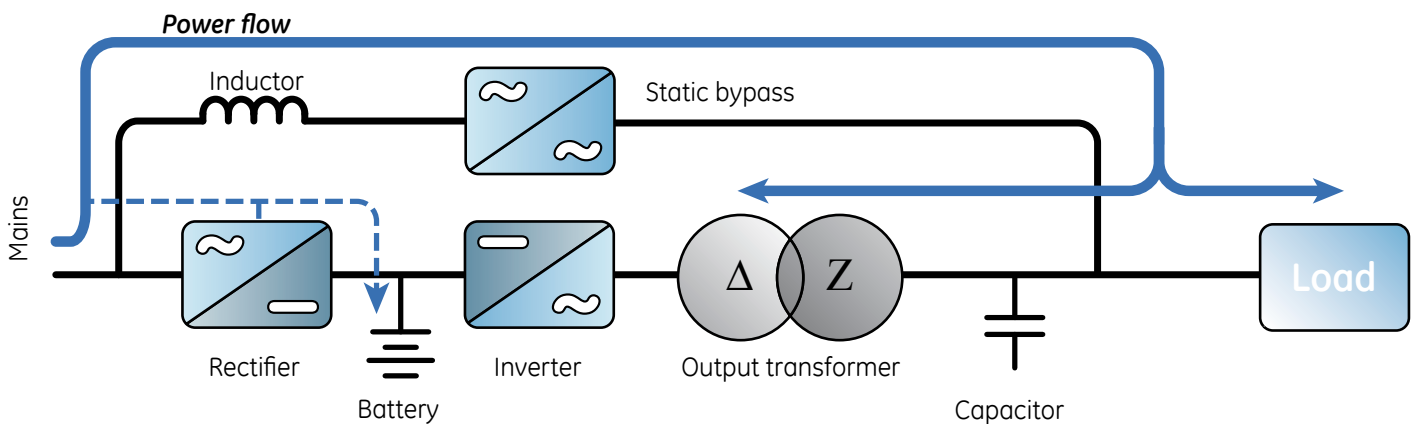 Power flow
Inductor
Static bypass
Mains
Δ
Z
Load
Rectifier
Inverter
Output transformer
Battery
Capacitor